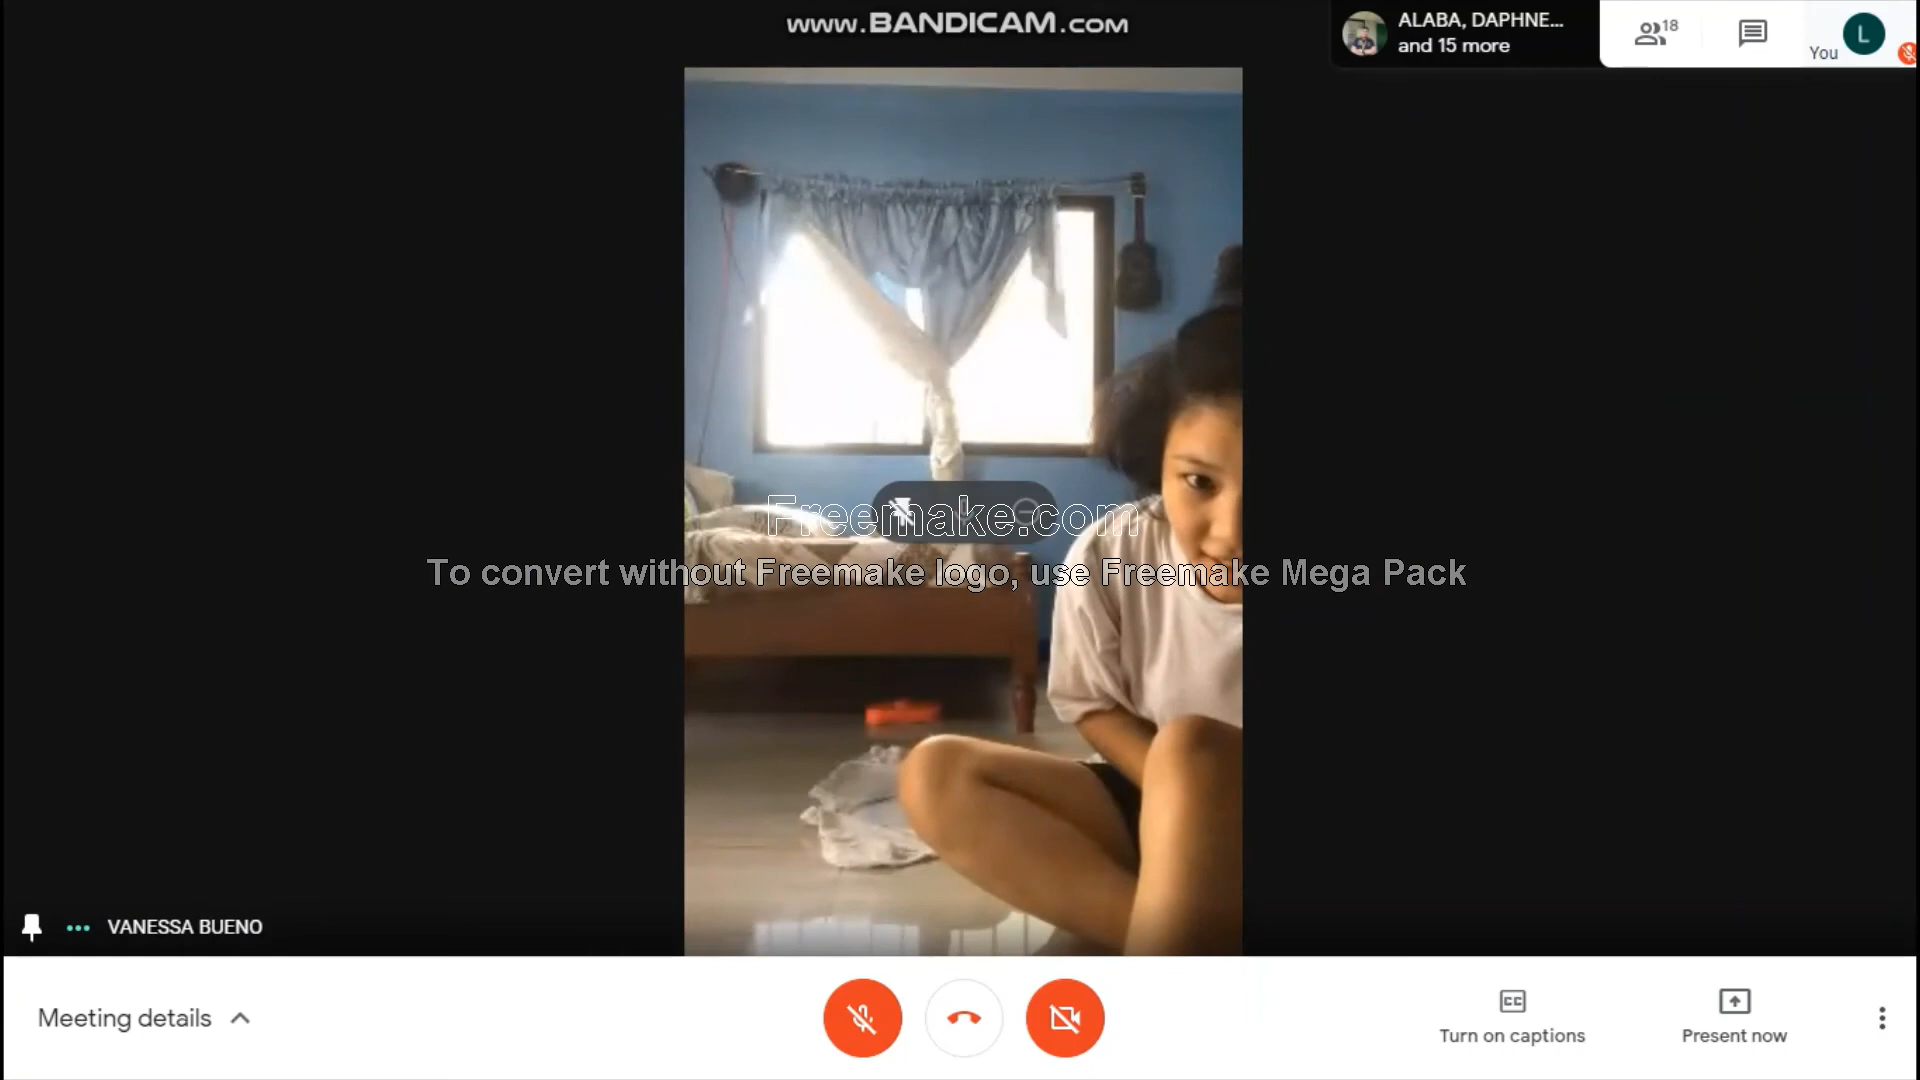 www.BANDICAM.com
ALABA, DAPHNE...
and 15 more
18
You
L
Freemake.com
To convert without Freemake logo, use Freemake Mega Pack
VANESSA BUENO
Meeting details
CC
Turn on captions
Present now